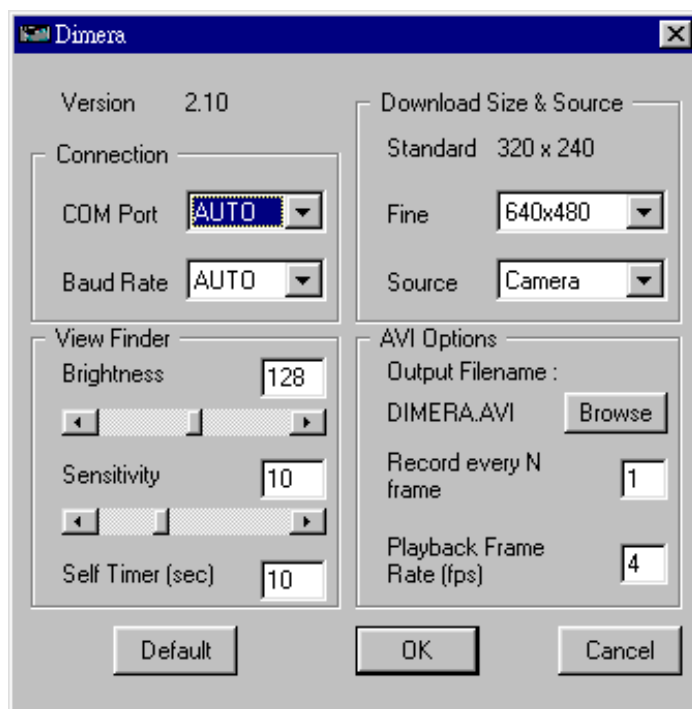 Dimera
Version 2.10
Connection
COM Port AUTO
Baud Rate AUTO
Download Size & Source
Standard 320 x 240
Fine 640x480
Source Camera
View Finder
Brightness 128
Sensitivity 10
Self Timer (sec) 10
AVI Options
Output Filename :
DIMERA.AVI Browse
Record every N
frame 1
Playback Frame
Rate (fps) 4
Default OK Cancel